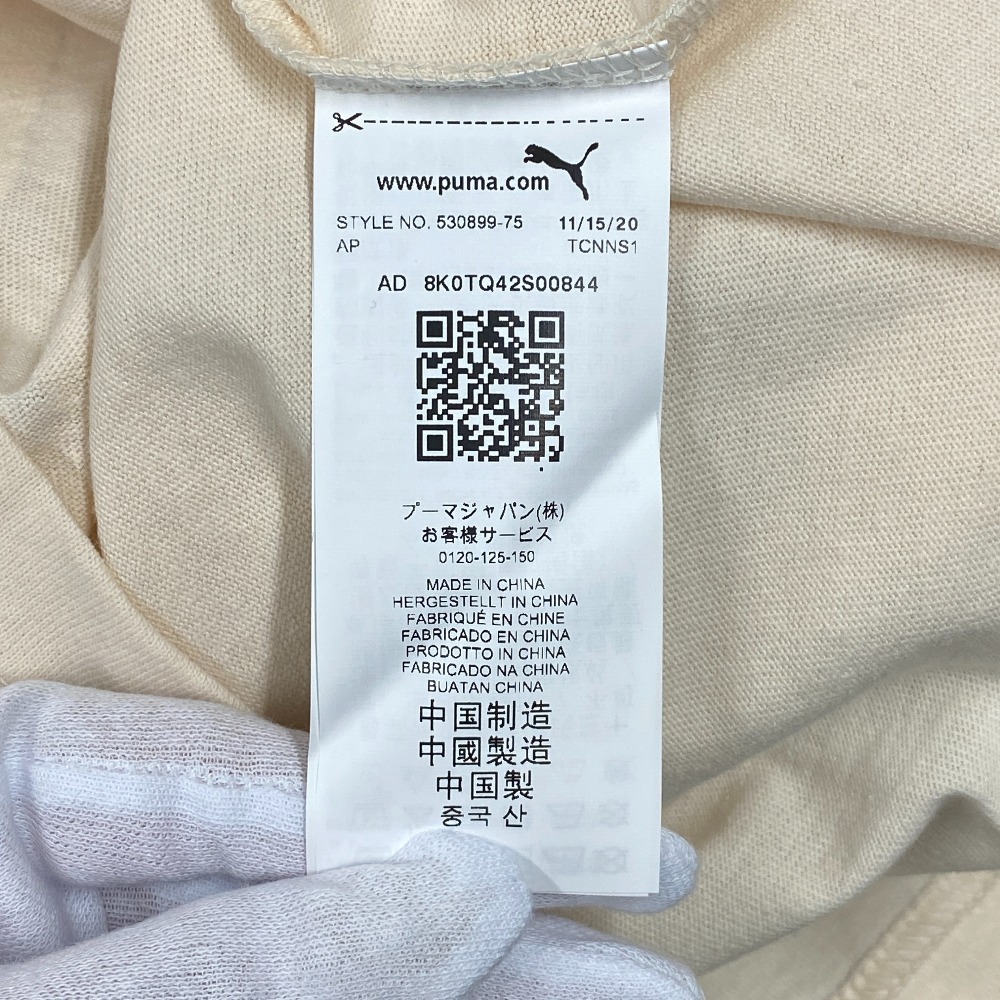 www.puma.com
STYLE NO. 530899-75 11/15/20
AP TCNNS1
AD 8K0TQ42S00844
プーマジャパン(株)
お客様サービス
0120-125-150
MADE IN CHINA
HERGESTELLT IN CHINA
FABRIQUÉ EN CHINE
FABRICADO EN CHINA
PRODOTTO IN CHINA
FABRICADO NA CHINA
BUATAN CHINA
中国制造
中國製造
中国製
중국 산